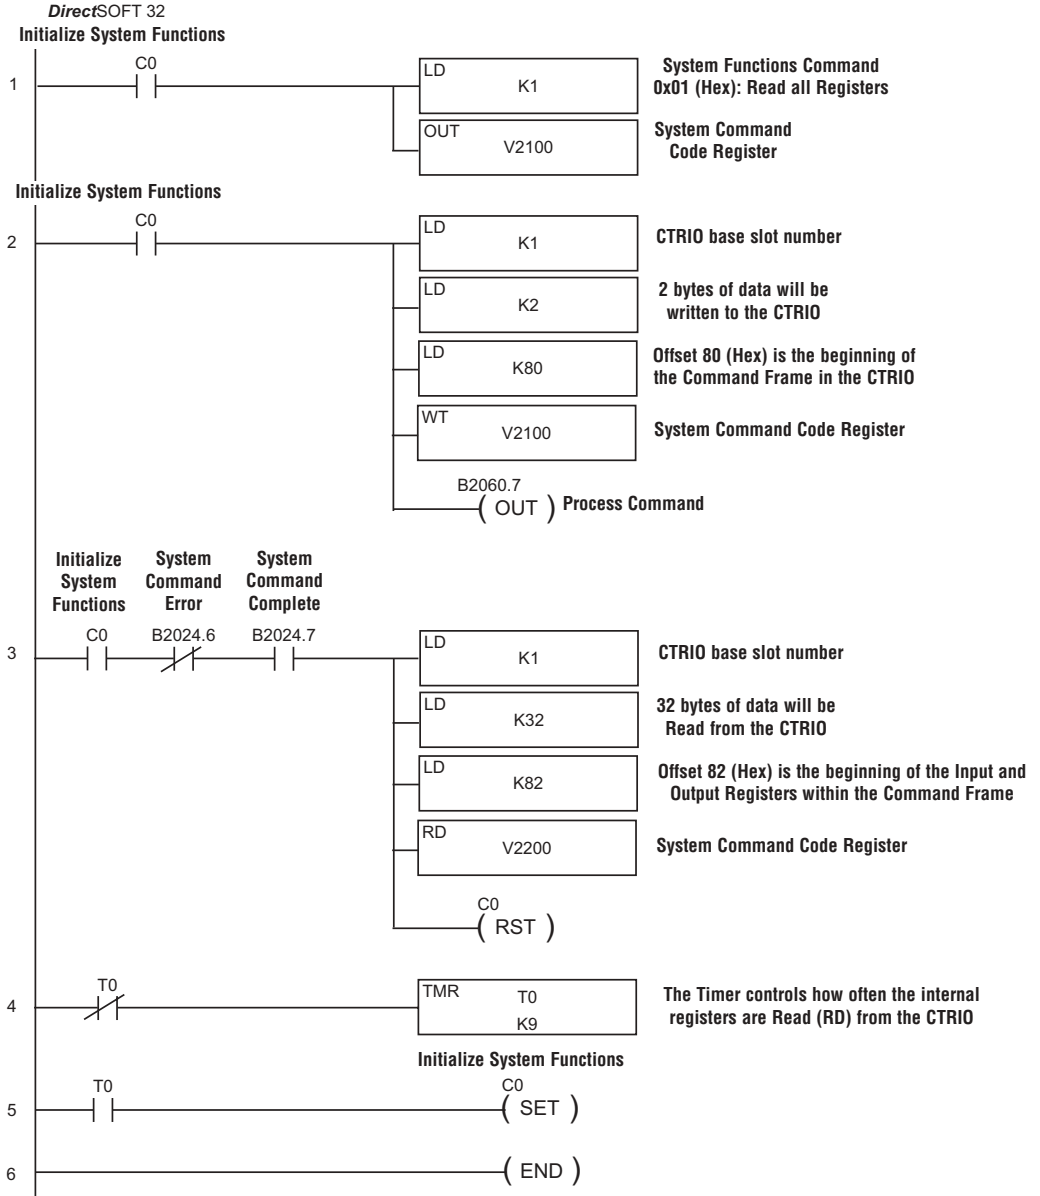 DirectSOFT 32
Initialize System Functions
1
C0
LD
K1
System Functions Command
0x01 (Hex): Read all Registers
OUT
V2100
System Command
Code Register
Initialize System Functions
2
C0
LD
K1
CTRIO base slot number
LD
K2
2 bytes of data will be
written to the CTRIO
LD
K80
Offset 80 (Hex) is the beginning of
the Command Frame in the CTRIO
WT
V2100
System Command Code Register
B2060.7
( OUT )
Process Command
Initialize
System
Functions
System
Command
Error
System
Command
Complete
3
C0
B2024.6
B2024.7
LD
K1
CTRIO base slot number
LD
K32
32 bytes of data will be
Read from the CTRIO
LD
K82
Offset 82 (Hex) is the beginning of the Input and
Output Registers within the Command Frame
RD
V2200
System Command Code Register
C0
( RST )
4
T0
TMR
T0
K9
The Timer controls how often the internal
registers are Read (RD) from the CTRIO
Initialize System Functions
5
T0
C0
( SET )
6
( END )